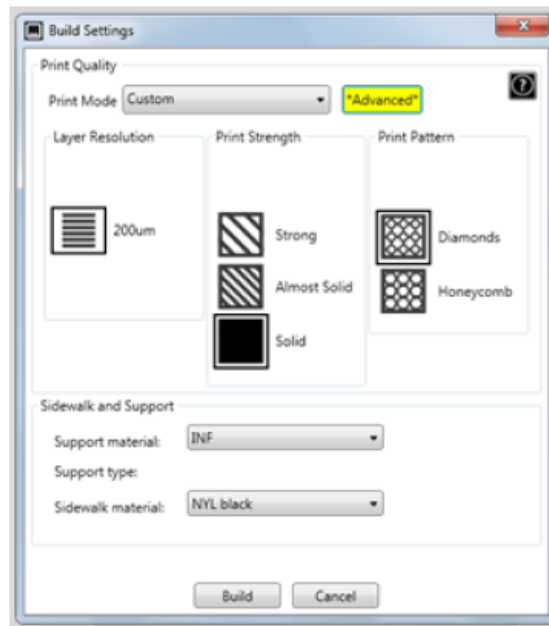 Build Settings
Print Quality
Print Mode Custom "Advanced" ?
Layer Resolution Print Strength Print Pattern
200um
Strong
Almost Solid
Solid
Diamonds
Honeycomb
Sidewalk and Support
Support material: INF
Support type:
Sidewalk material: NYL black
Build Cancel